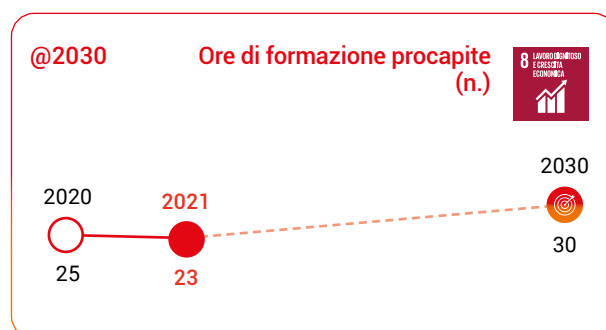 @2030
Ore di formazione procapite
(n.)
8 LAVORO DIGNITOSO
E CRESCITA
ECONOMICA
2020
2021
2030
25
23
30